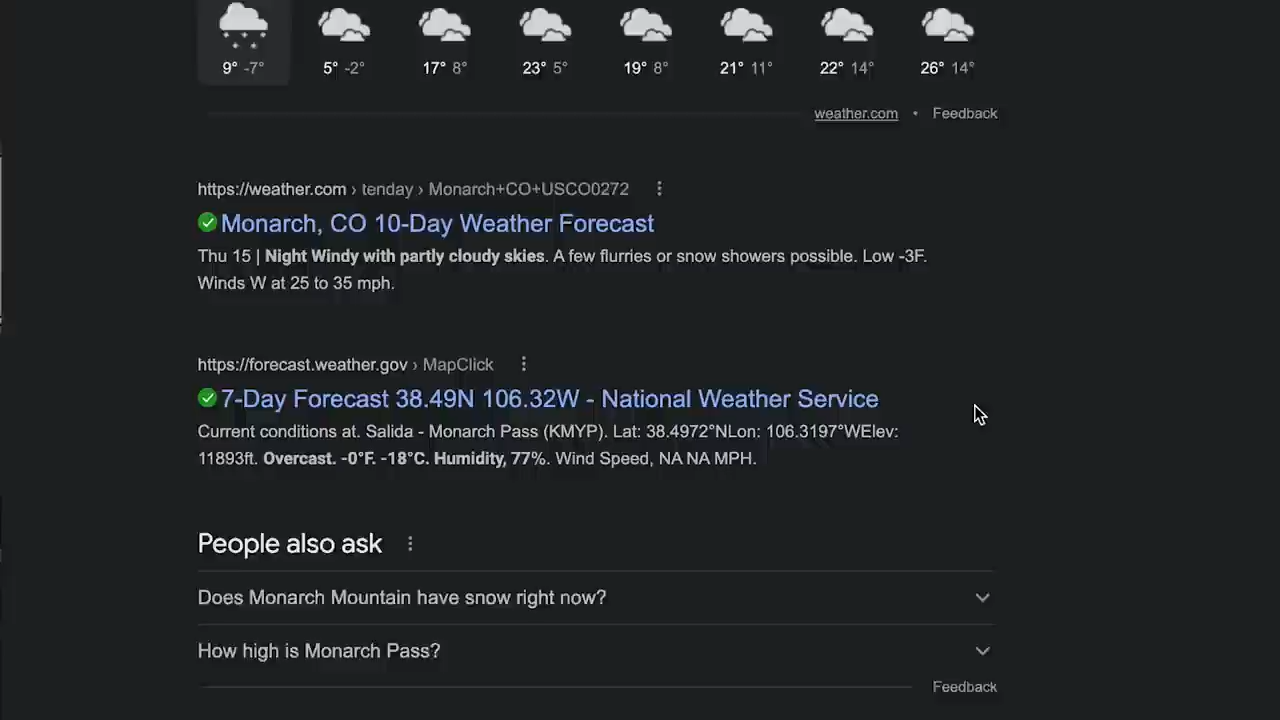 9° -7° 5° -2° 17° 8° 23° 5° 19° 8° 21° 11° 22° 14° 26° 14°
weather.com • Feedback
https://weather.com › tenday › Monarch+CO+USCO0272
Monarch, CO 10-Day Weather Forecast
Thu 15 | Night Windy with partly cloudy skies. A few flurries or snow showers possible. Low -3F.
Winds W at 25 to 35 mph.
https://forecast.weather.gov › MapClick
7-Day Forecast 38.49N 106.32W - National Weather Service
Current conditions at. Salida - Monarch Pass (KMYP). Lat: 38.4972°NLon: 106.3197°WElev:
11893ft. Overcast. -0°F. -18°C. Humidity, 77%. Wind Speed, NA NA MPH.
People also ask
Does Monarch Mountain have snow right now?
How high is Monarch Pass?
Feedback